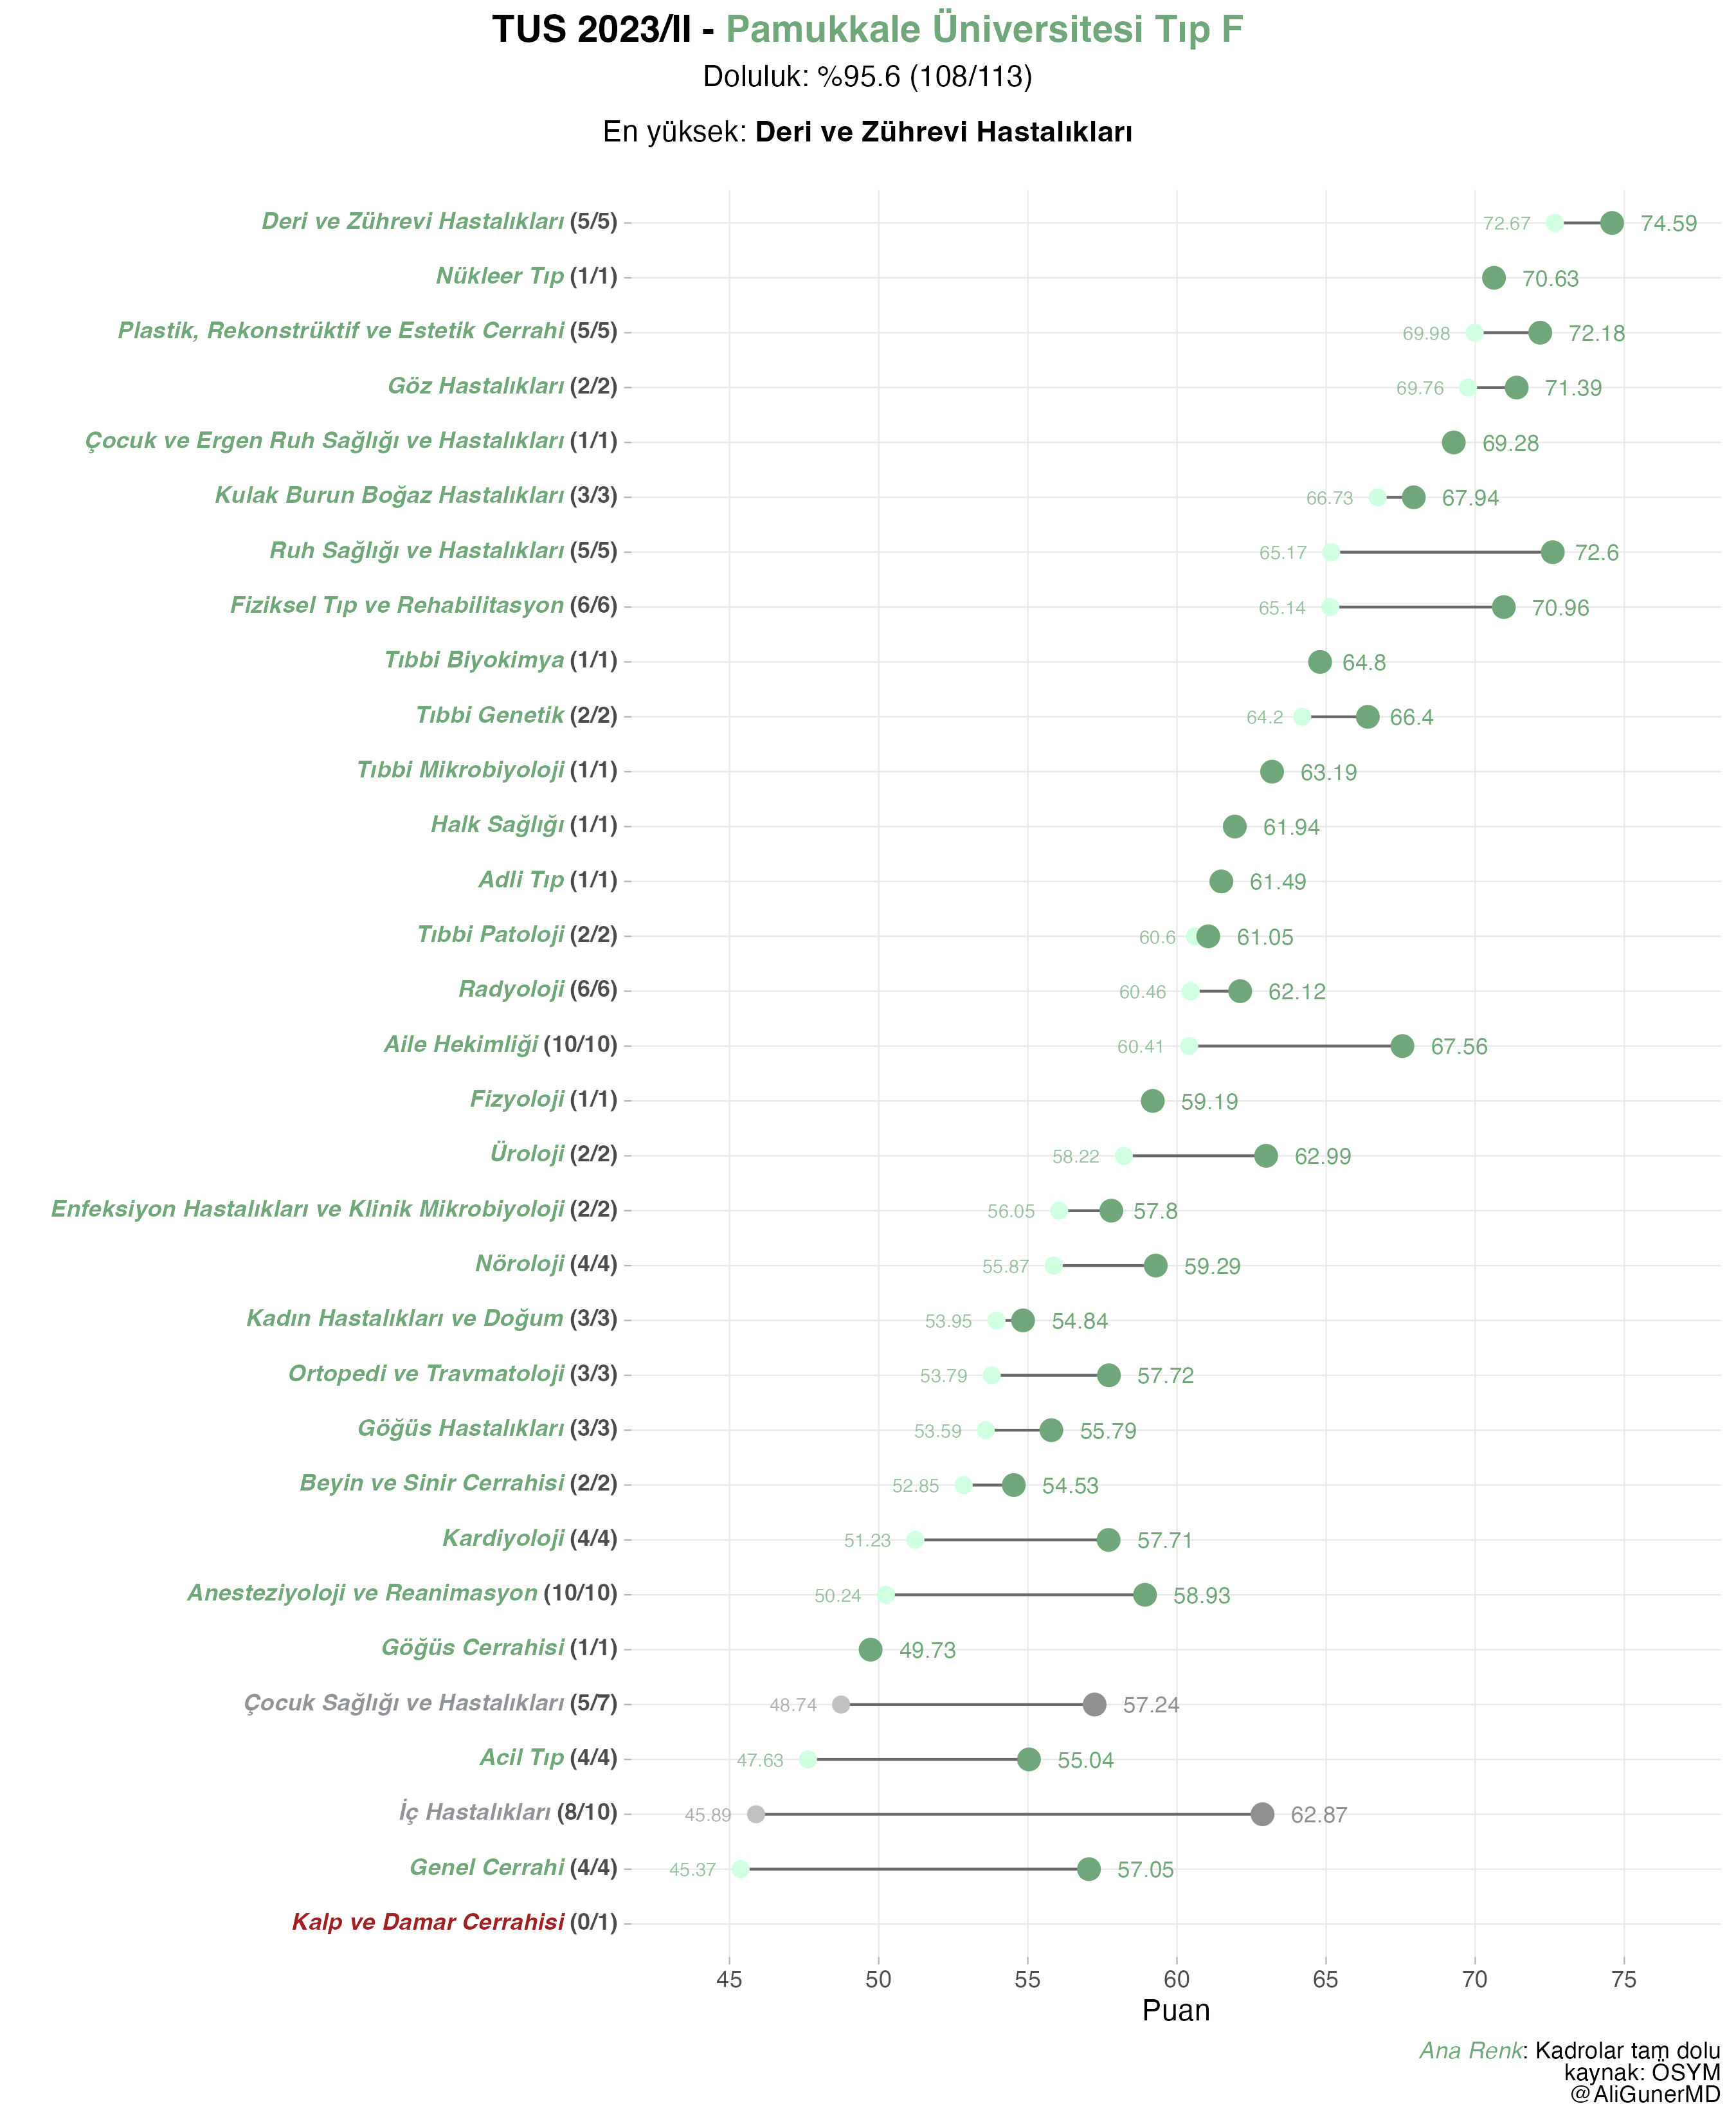 TUS 2023/II - Pamukkale Üniversitesi Tıp F
Doluluk: %95.6 (108/113)
En yüksek: Deri ve Zührevi Hastalıkları
Deri ve Zührevi Hastalıkları (5/5) 72.67 74.59
Nükleer Tıp (1/1) 70.63
Plastik, Rekonstrüktif ve Estetik Cerrahi (5/5) 69.98 72.18
Göz Hastalıkları (2/2) 69.76 71.39
Çocuk ve Ergen Ruh Sağlığı ve Hastalıkları (1/1) 69.28
Kulak Burun Boğaz Hastalıkları (3/3) 66.73 67.94
Ruh Sağlığı ve Hastalıkları (5/5) 65.17 72.6
Fiziksel Tıp ve Rehabilitasyon (6/6) 65.14 70.96
Tıbbi Biyokimya (1/1) 64.8
Tıbbi Genetik (2/2) 64.2 66.4
Tıbbi Mikrobiyoloji (1/1) 63.19
Halk Sağlığı (1/1) 61.94
Adli Tıp (1/1) 61.49
Tıbbi Patoloji (2/2) 60.6 61.05
Radyoloji (6/6) 60.46 62.12
Aile Hekimliği (10/10) 60.41 67.56
Fizyoloji (1/1) 59.19
Üroloji (2/2) 58.22 62.99
Enfeksiyon Hastalıkları ve Klinik Mikrobiyoloji (2/2) 56.05 57.8
Nöroloji (4/4) 55.87 59.29
Kadın Hastalıkları ve Doğum (3/3) 53.95 54.84
Ortopedi ve Travmatoloji (3/3) 53.79 57.72
Göğüs Hastalıkları (3/3) 53.59 55.79
Beyin ve Sinir Cerrahisi (2/2) 52.85 54.53
Kardiyoloji (4/4) 51.23 57.71
Anesteziyoloji ve Reanimasyon (10/10) 50.24 58.93
Göğüs Cerrahisi (1/1) 49.73
Çocuk Sağlığı ve Hastalıkları (5/7) 48.74 57.24
Acil Tıp (4/4) 47.63 55.04
İç Hastalıkları (8/10) 45.89 62.87
Genel Cerrahi (4/4) 45.37 57.05
Kalp ve Damar Cerrahisi (0/1)
45 50 55 60 65 70 75
Puan
Ana Renk: Kadrolar tam dolu
kaynak: ÖSYM
@AliGunerMD